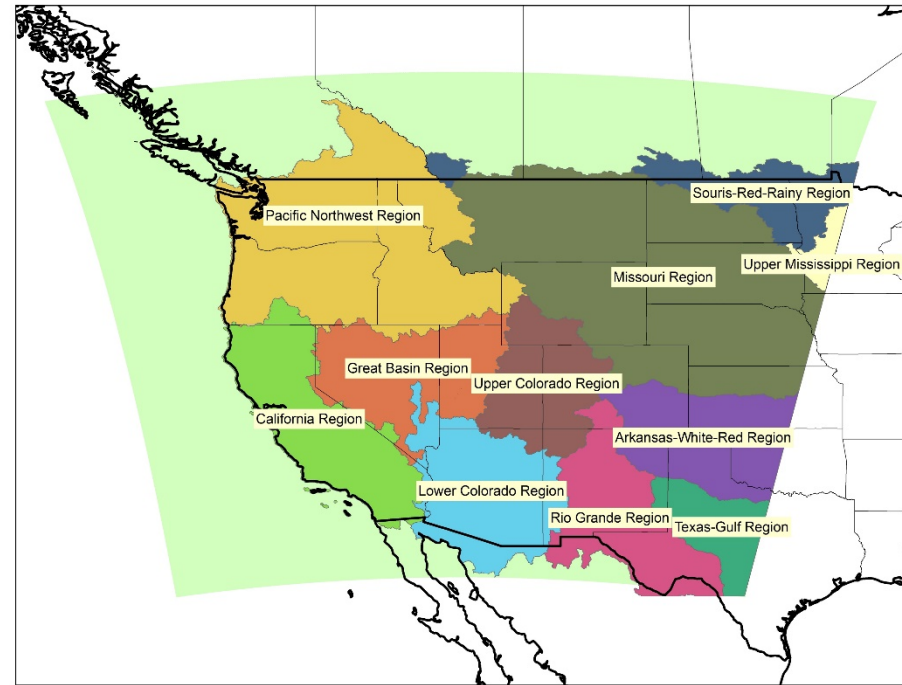 Souris-Red-Rainy Region
Pacific Northwest Region
Upper Mississippi Region
Missouri Region
Great Basin Region
Upper Colorado Region
California Region
Arkansas-White-Red Region
Lower Colorado Region
Rio Grande Region
Texas-Gulf Region